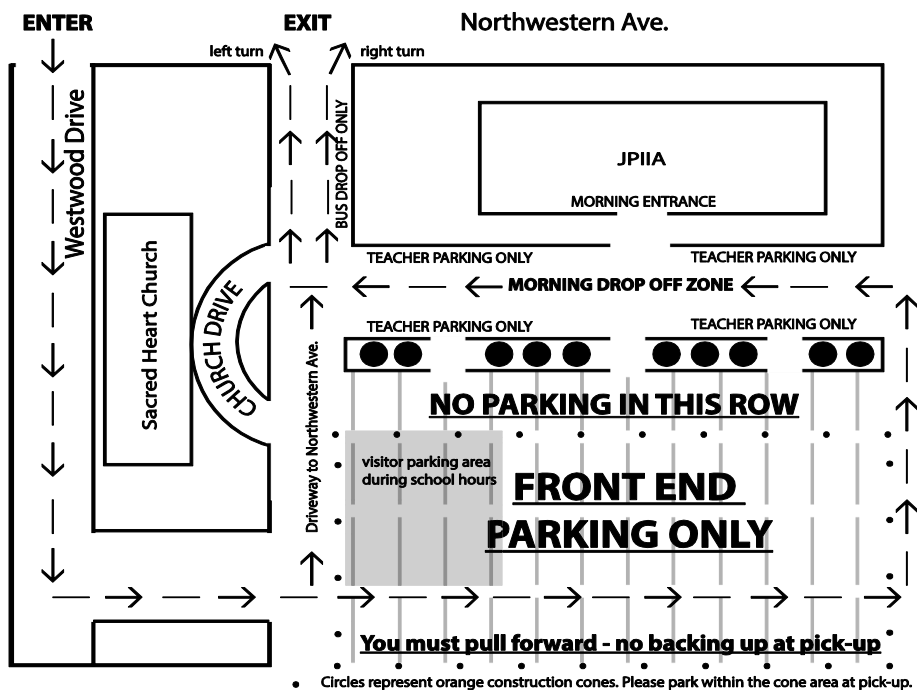 ENTER
EXIT
Northwestern Ave.
left turn
right turn
Westwood Drive
BUS DROP OFF ONLY
JPIIA
MORNING ENTRANCE
Sacred Heart Church
CHURCH DRIVE
TEACHER PARKING ONLY
TEACHER PARKING ONLY
MORNING DROP OFF ZONE
TEACHER PARKING ONLY
TEACHER PARKING ONLY
Driveway to Northwestern Ave.
NO PARKING IN THIS ROW
visitor parking area
during school hours
FRONT END
PARKING ONLY
You must pull forward - no backing up at pick-up
Circles represent orange construction cones. Please park within the cone area at pick-up.